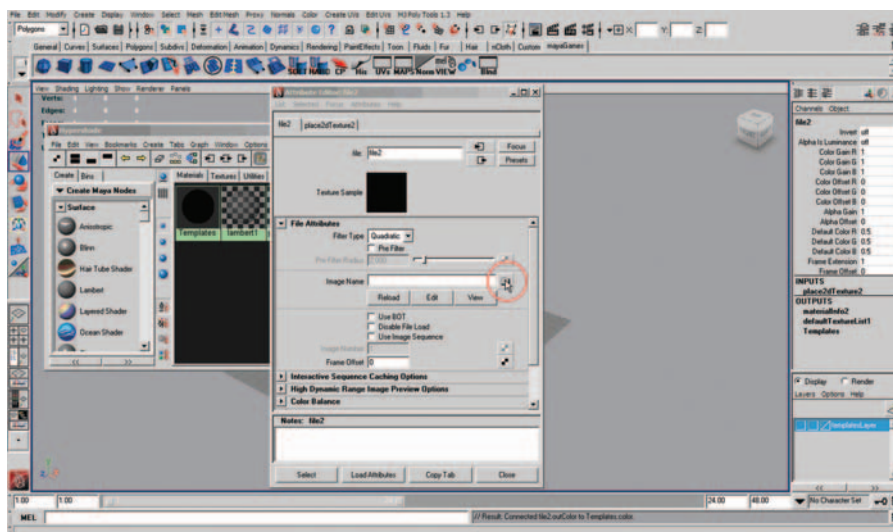 File Edit Modify Create Display Window Select Mesh Edit Mesh Proxy Normals Color Create UVs Edit UVs MJ Poly Tools 1.3 Help
Polygons
X: Y: Z:
General Curves Surfaces Polygons Subdivs Deformation Animation Dynamics Rendering PaintEffects Toon Fluids Fur Hair nCloth Custom mayaGames
CP His UVs MAPS Norm VIEW Bind
View Shading Lighting Show Renderer Panels
Verts:
Edges:
Hypershade
File Edit View Bookmarks Create Tabs Graph Window Options
Create Bins
Materials Textures Utilities
Create Maya Nodes
Surface
Anisotropic
Blinn
Hair Tube Shader
Lambert
Layered Shader
Ocean Shader
Templates lambert1
Attribute Editor: file2
List Selected Focus Attributes Help
file2 place2dTexture2
file: file2
Focus
Presets
Texture Sample
File Attributes
Filter Type Quadratic
Pre Filter
Pre Filter Radius 2.000
Image Name
Reload Edit View
Use BOT
Disable File Load
Use Image Sequence
Image Number
Frame Offset 0
Interactive Sequence Caching Options
High Dynamic Range Image Preview Options
Color Balance
Notes: file2
Select Load Attributes Copy Tab Close
Channels Object
file2
Invert off
Alpha Is Luminance off
Color Gain R 1
Color Gain G 1
Color Gain B 1
Color Offset R 0
Color Offset G 0
Color Offset B 0
Alpha Gain 1
Alpha Offset 0
Default Color R 0.5
Default Color G 0.5
Default Color B 0.5
Frame Extension 1
Frame Offset 0
INPUTS
place2dTexture2
OUTPUTS
materialInfo2
defaultTextureList1
Templates
Display Render
Layers Options Help
templatesLayer
1.00 1.00 24.00 48.00 No Character Set
MEL: // Result: Connected file2.outColor to Templates.color.